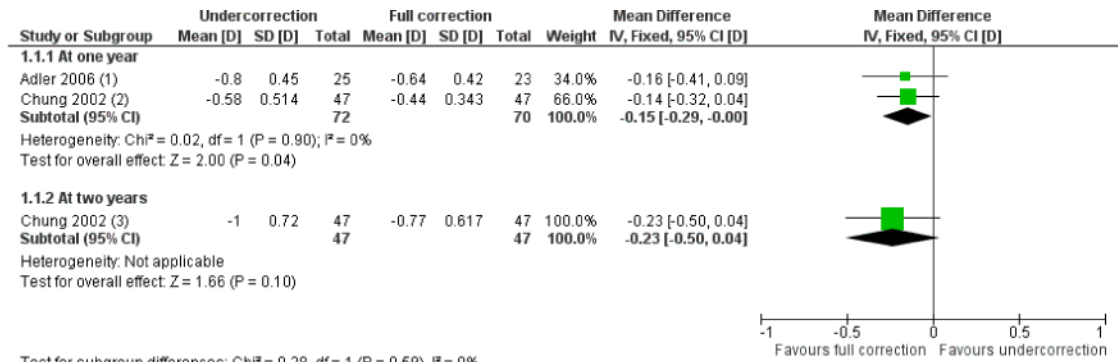 Undercorrection Full correction Mean Difference Mean Difference
Study or Subgroup Mean [D] SD [D] Total Mean [D] SD [D] Total Weight IV, Fixed, 95% CI [D] IV, Fixed, 95% CI [D]
1.1.1 At one year
Adler 2006 (1) -0.8 0.45 25 -0.64 0.42 23 34.0% -0.16 [-0.41, 0.09]
Chung 2002 (2) -0.58 0.514 47 -0.44 0.343 47 66.0% -0.14 [-0.32, 0.04]
Subtotal (95% CI) 72 70 100.0% -0.15 [-0.29, -0.00]
Heterogeneity: Chi² = 0.02, df = 1 (P = 0.90); I² = 0%
Test for overall effect: Z = 2.00 (P = 0.04)
1.1.2 At two years
Chung 2002 (3) -1 0.72 47 -0.77 0.617 47 100.0% -0.23 [-0.50, 0.04]
Subtotal (95% CI) 47 47 100.0% -0.23 [-0.50, 0.04]
Heterogeneity: Not applicable
Test for overall effect: Z = 1.66 (P = 0.10)
-1 -0.5 0 0.5 1
Favours full correction Favours undercorrection
Test for subgroup differences: Chi² = 0.28, df = 1 (P = 0.59), I² = 0%